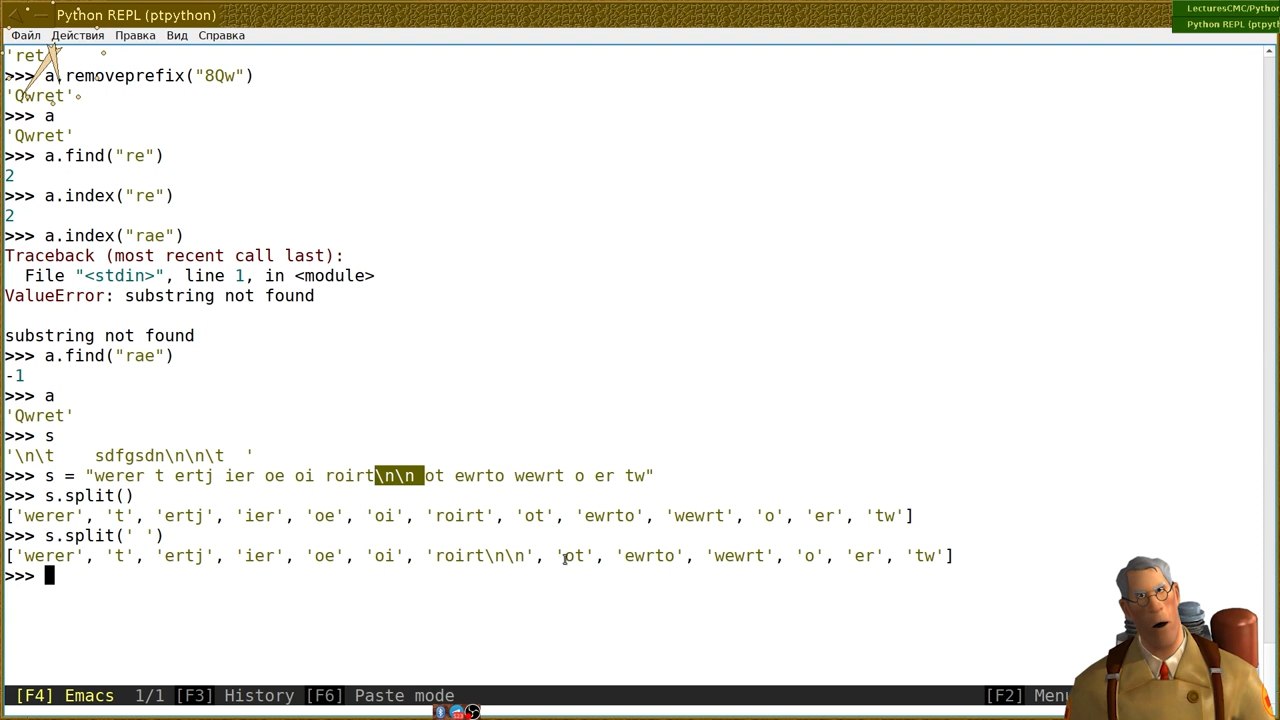 Python REPL (ptpython)
LecturesCMC/Python
Python REPL (ptpyth
Файл Действия Правка Вид Справка
'ret'
>>> a.removeprefix("8Qw")
'Qwret'
>>> a
'Qwret'
>>> a.find("re")
2
>>> a.index("re")
2
>>> a.index("rae")
Traceback (most recent call last):
  File "<stdin>", line 1, in <module>
ValueError: substring not found
substring not found
>>> a.find("rae")
-1
>>> a
'Qwret'
>>> s
'\n\t    sdfgsdn\n\n\t  '
>>> s = "werer t ertj ier oe oi roirt\n\n ot ewrto wewrt o er tw"
>>> s.split()
['werer', 't', 'ertj', 'ier', 'oe', 'oi', 'roirt', 'ot', 'ewrto', 'wewrt', 'o', 'er', 'tw']
>>> s.split(' ')
['werer', 't', 'ertj', 'ier', 'oe', 'oi', 'roirt\n\n', 'ot', 'ewrto', 'wewrt', 'o', 'er', 'tw']
>>>
[F4] Emacs  1/1 [F3] History [F6] Paste mode [F2] Menu